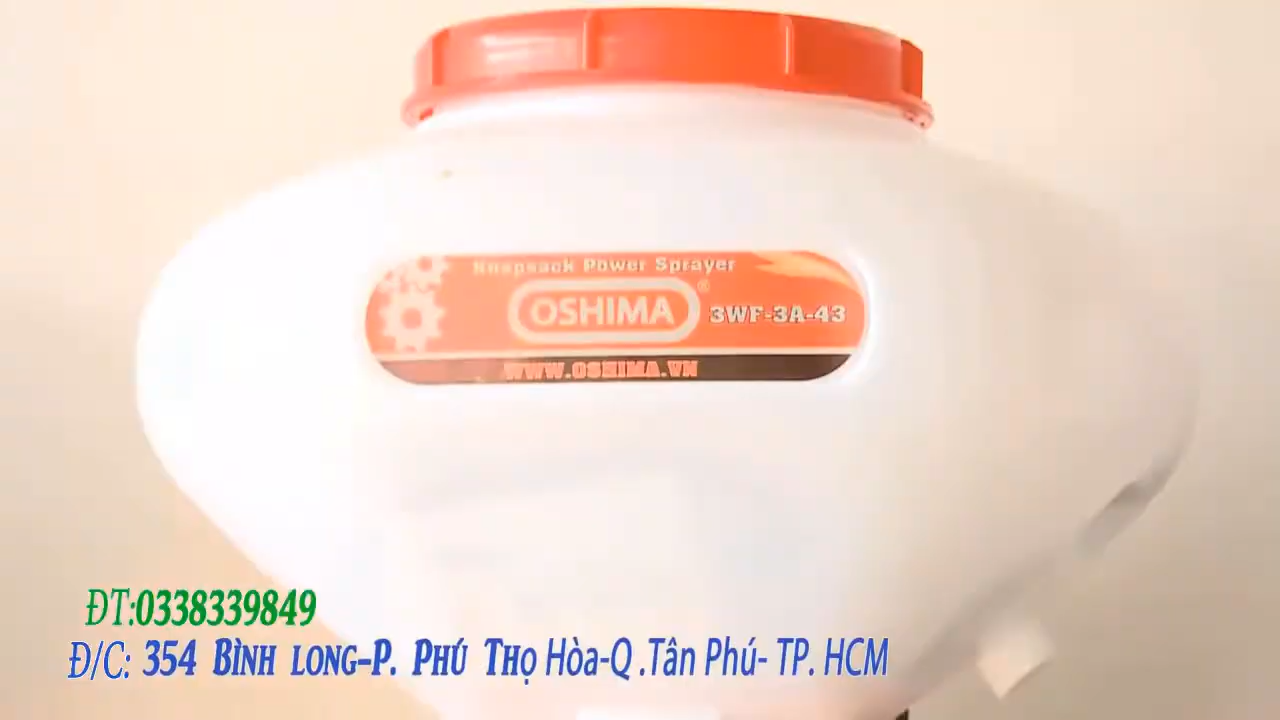 Knapsack Power Sprayer
OSHIMA® 3WF-3A-43
WWW.OSHIMA.VN
ĐT:0338339849
Đ/C: 354 BÌNH LONG-P. PHÚ THỌ Hòa-Q .Tân Phú- TP. HCM